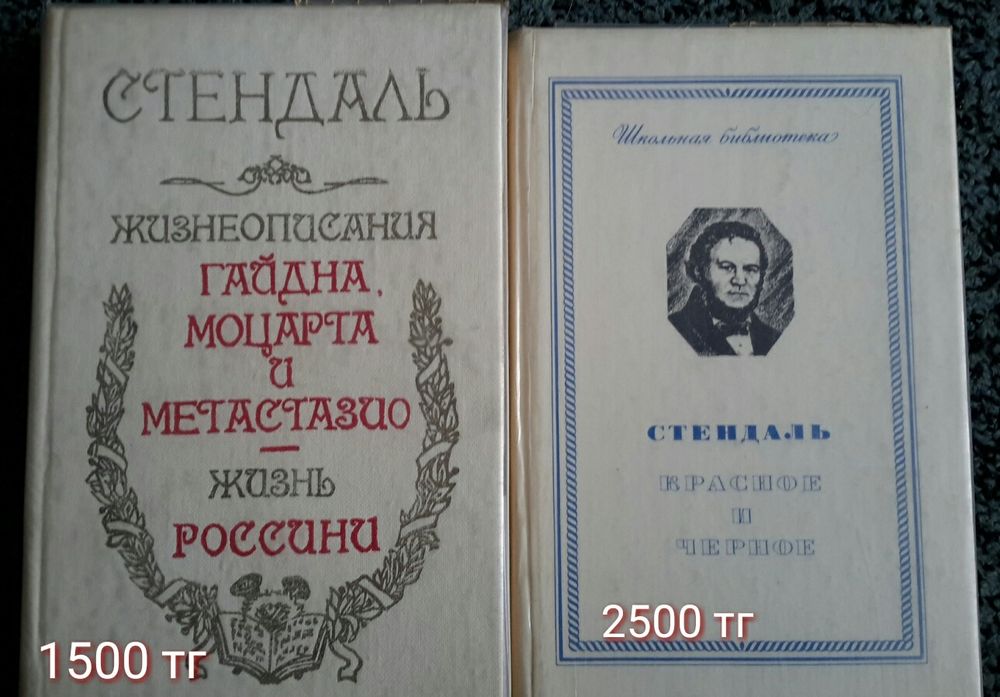 СТЕНДАЛЬ
ЖИЗНЕОПИСАНИЯ
ГАЙДНА,
МОЦАРТА
И
МЕТАСТАЗИО
ЖИЗНЬ
РОССИНИ
1500 тг
Школьная библиотека
СТЕНДАЛЬ
КРАСНОЕ
И
ЧЕРНОЕ
2500 тг